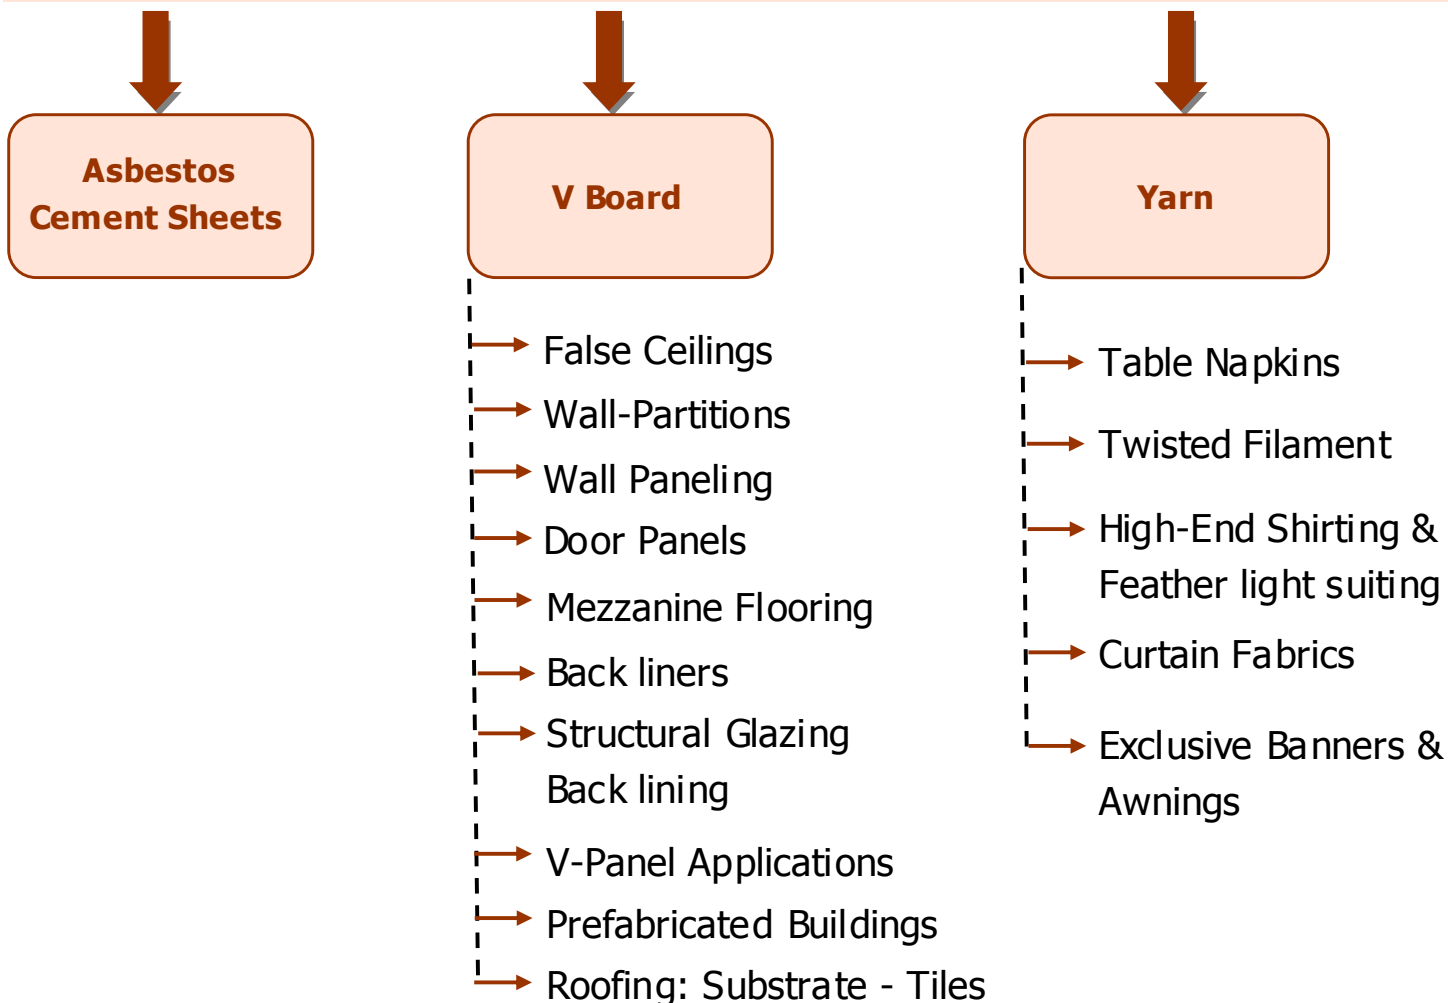 Asbestos
Cement Sheets
V Board
False Ceilings
Wall-Partitions
Wall Paneling
Door Panels
Mezzanine Flooring
Back liners
Structural Glazing
Back lining
V-Panel Applications
Prefabricated Buildings
Roofing: Substrate - Tiles
Yarn
Table Napkins
Twisted Filament
High-End Shirting &
Feather light suiting
Curtain Fabrics
Exclusive Banners &
Awnings